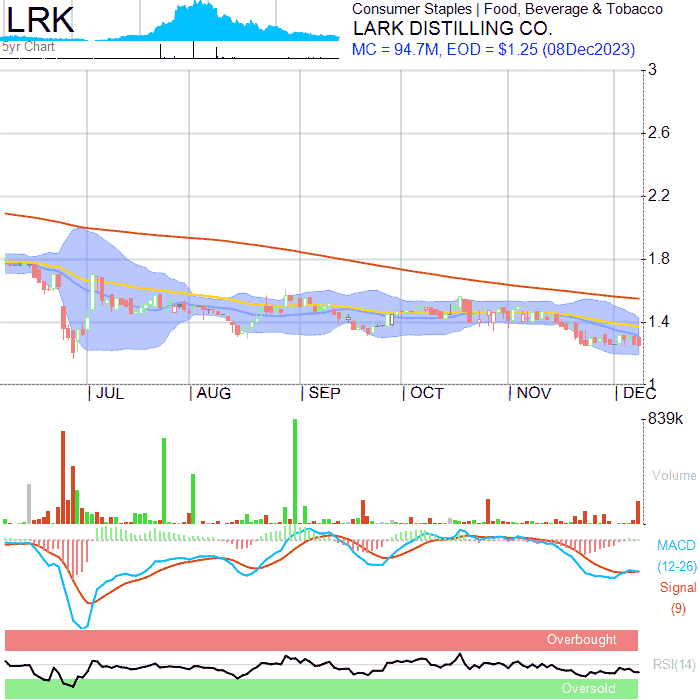 LRK
5yr Chart
Consumer Staples | Food, Beverage & Tobacco
LARK DISTILLING CO.
MC = 94.7M, EOD = $1.25 (08Dec2023)
3
2.6
2.2
1.8
1.4
1
JUL AUG SEP OCT NOV DEC
839k
Volume
MACD
(12-26)
Signal
(9)
Overbought
RSI(14)
Oversold